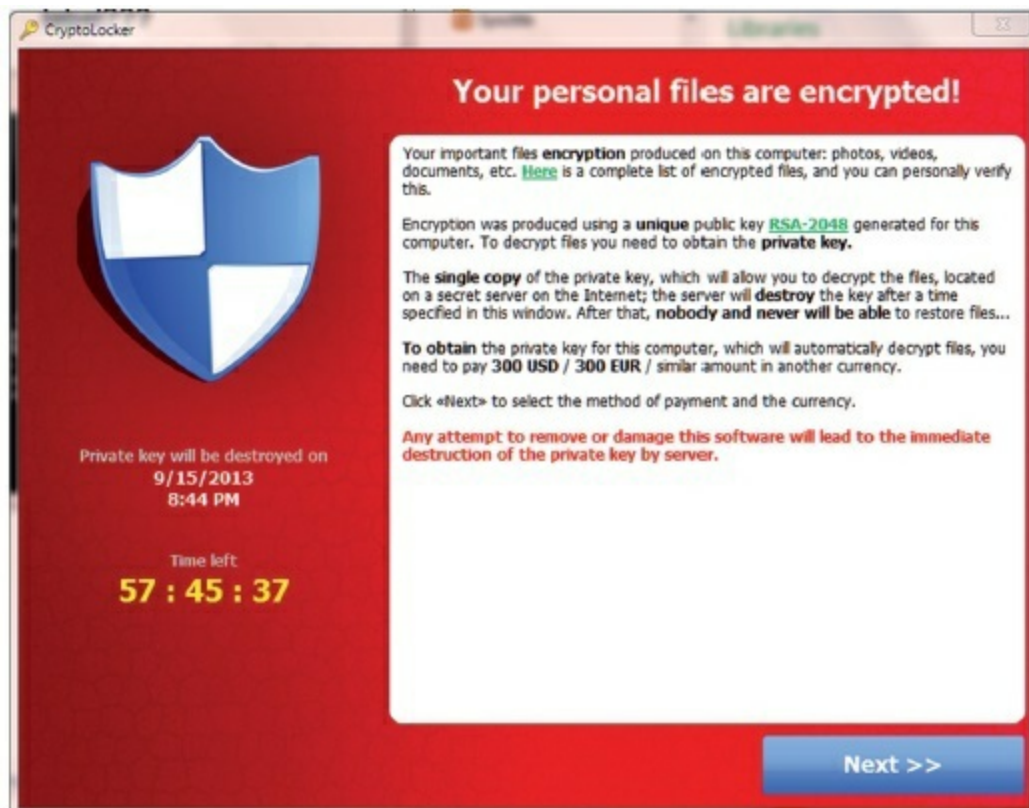 CryptoLocker
Libraries
Your personal files are encrypted!
Your important files encryption produced on this computer: photos, videos,
documents, etc. Here is a complete list of encrypted files, and you can personally verify
this.
Encryption was produced using a unique public key RSA-2048 generated for this
computer. To decrypt files you need to obtain the private key.
The single copy of the private key, which will allow you to decrypt the files, located
on a secret server on the Internet; the server will destroy the key after a time
specified in this window. After that, nobody and never will be able to restore files...
To obtain the private key for this computer, which will automatically decrypt files, you
need to pay 300 USD / 300 EUR / similar amount in another currency.
Click «Next» to select the method of payment and the currency.
Any attempt to remove or damage this software will lead to the immediate
destruction of the private key by server.
Private key will be destroyed on
9/15/2013
8:44 PM
Time left
57 : 45 : 37
Next >>